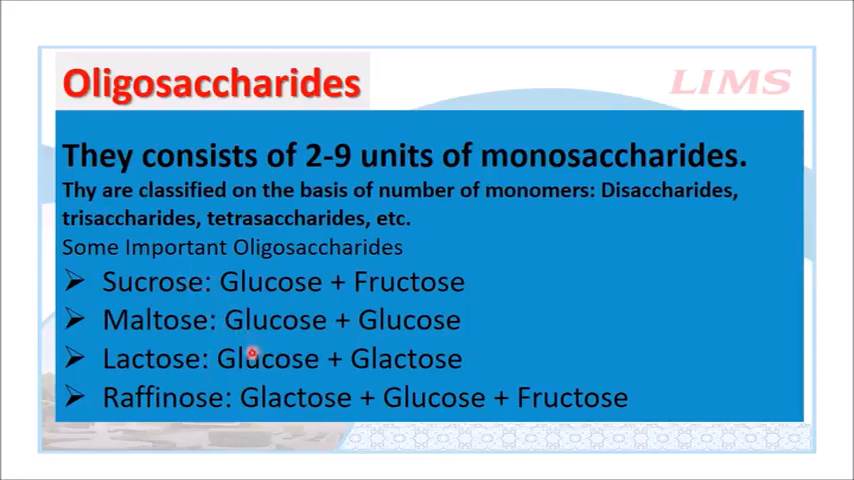 Oligosaccharides
LIMS
They consists of 2-9 units of monosaccharides.
Thy are classified on the basis of number of monomers: Disaccharides,
trisaccharides, tetrasaccharides, etc.
Some Important Oligosaccharides
➢ Sucrose: Glucose + Fructose
➢ Maltose: Glucose + Glucose
➢ Lactose: Glucose + Glactose
➢ Raffinose: Glactose + Glucose + Fructose